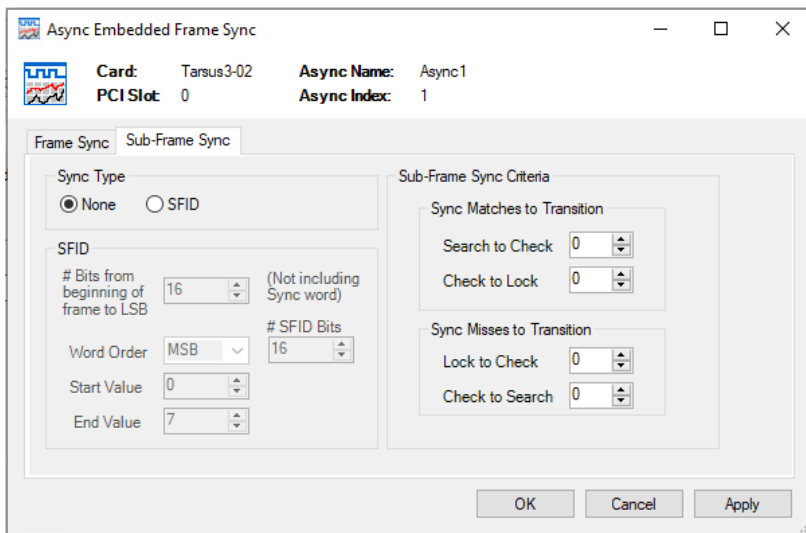 Async Embedded Frame Sync
Card: Tarsus3-02 Async Name: Async1
PCI Slot: 0 Async Index: 1
Frame Sync Sub-Frame Sync
Sync Type
None SFID
SFID
# Bits from
beginning of
frame to LSB
16
(Not including
Sync word)
# SFID Bits
16
Word Order MSB
Start Value 0
End Value 7
Sub-Frame Sync Criteria
Sync Matches to Transition
Search to Check 0
Check to Lock 0
Sync Misses to Transition
Lock to Check 0
Check to Search 0
OK Cancel Apply